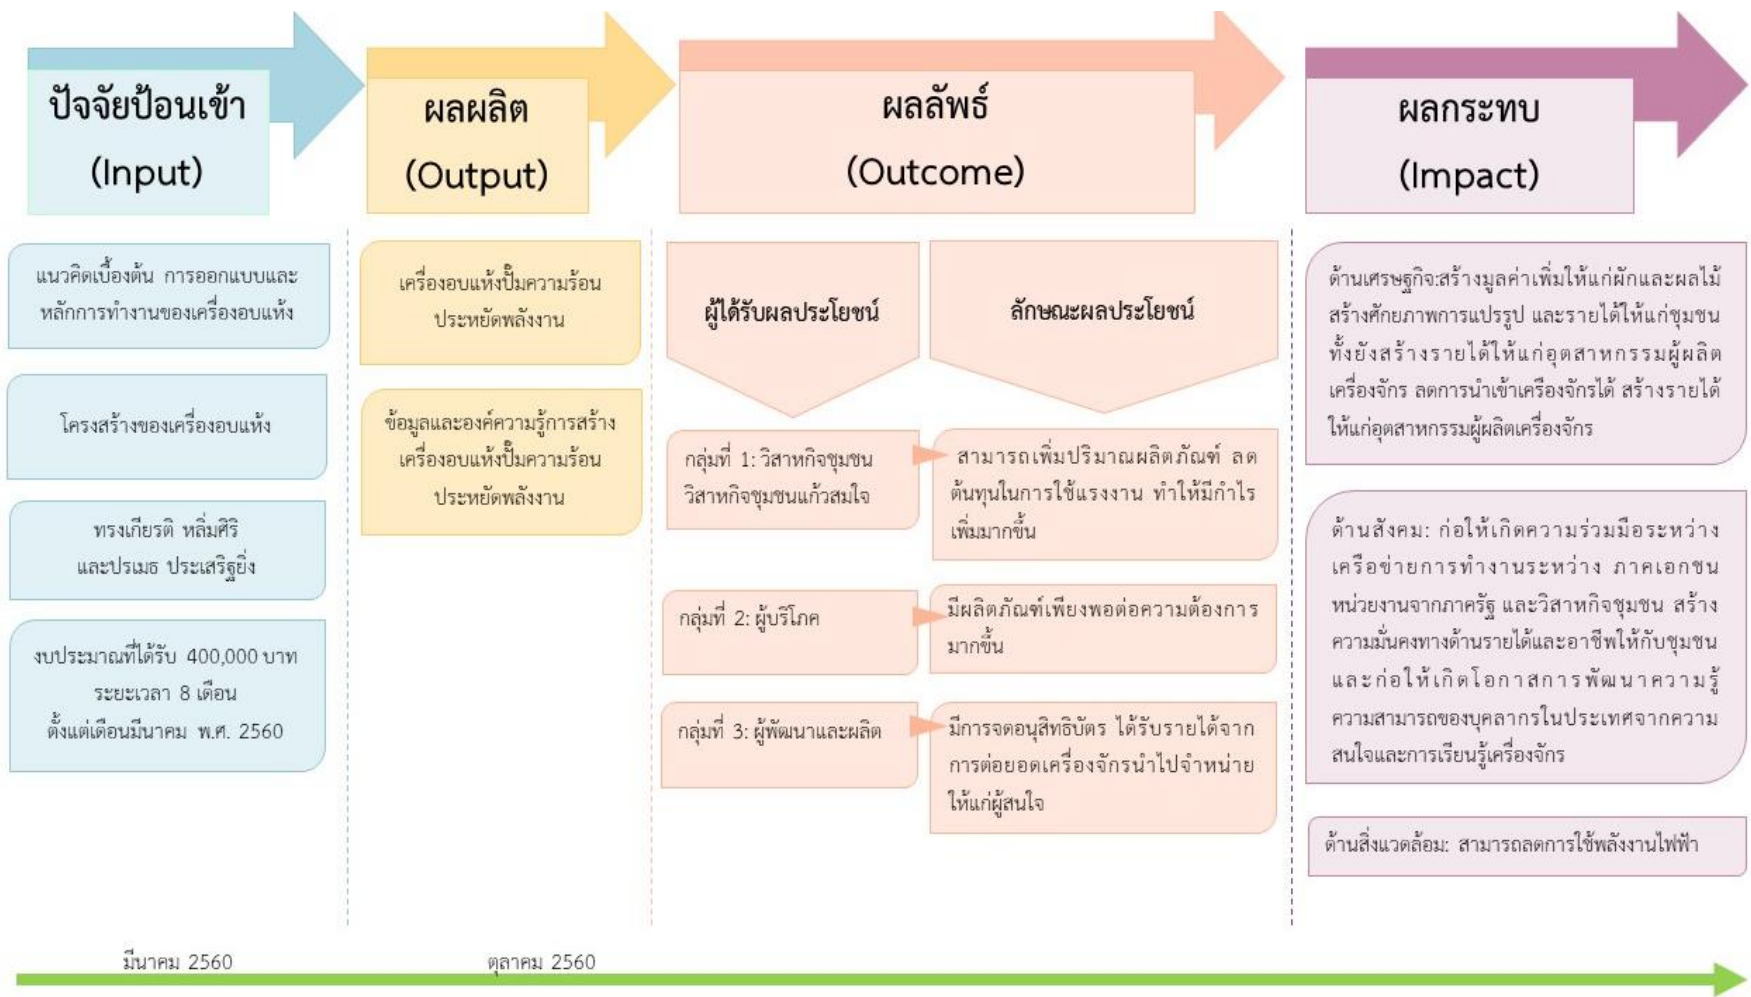 ปัจจัยป้อนเข้า
(Input)
ผลผลิต
(Output)
ผลลัพธ์
(Outcome)
ผลกระทบ
(Impact)
แนวคิดเบื้องต้น การออกแบบและ
หลักการทำงานของเครื่องอบแห้ง
โครงสร้างของเครื่องอบแห้ง
ทรงเกียรติ หลิ่มศิริ
และปรเมธ ประเสริฐยิ่ง
งบประมาณที่ได้รับ 400,000 บาท
ระยะเวลา 8 เดือน
ตั้งแต่เดือนมีนาคม พ.ศ. 2560
เครื่องอบแห้งปั๊มความร้อน
ประหยัดพลังงาน
ข้อมูลและองค์ความรู้การสร้าง
เครื่องอบแห้งปั๊มความร้อน
ประหยัดพลังงาน
ผู้ได้รับผลประโยชน์
ลักษณะผลประโยชน์
กลุ่มที่ 1: วิสาหกิจชุมชน
วิสาหกิจชุมชนแก้วสมใจ
สามารถเพิ่มปริมาณผลิตภัณฑ์ ลด
ต้นทุนในการใช้แรงงาน ทำให้มีกำไร
เพิ่มมากขึ้น
กลุ่มที่ 2: ผู้บริโภค
มีผลิตภัณฑ์เพียงพอต่อความต้องการ
มากขึ้น
กลุ่มที่ 3: ผู้พัฒนาและผลิต
มีการจดอนุสิทธิบัตร ได้รับรายได้จาก
การต่อยอดเครื่องจักรนำไปจำหน่าย
ให้แก่ผู้สนใจ
ด้านเศรษฐกิจ:สร้างมูลค่าเพิ่มให้แก่ผักและผลไม้
สร้างศักยภาพการแปรรูป และรายได้ให้แก่ชุมชน
ทั้งยังสร้างรายได้ให้แก่อุตสาหกรรมผู้ผลิต
เครื่องจักร ลดการนำเข้าเครื่องจักรได้ สร้างรายได้
ให้แก่อุตสาหกรรมผู้ผลิตเครื่องจักร
ด้านสังคม: ก่อให้เกิดความร่วมมือระหว่าง
เครือข่ายการทำงานระหว่าง ภาคเอกชน
หน่วยงานจากภาครัฐ และวิสาหกิจชุมชน สร้าง
ความมั่นคงทางด้านรายได้และอาชีพให้กับชุมชน
และก่อให้เกิดโอกาสการพัฒนาความรู้
ความสามารถของบุคลากรในประเทศจากความ
สนใจและการเรียนรู้เครื่องจักร
ด้านสิ่งแวดล้อม: สามารถลดการใช้พลังงานไฟฟ้า
มีนาคม 2560
ตุลาคม 2560